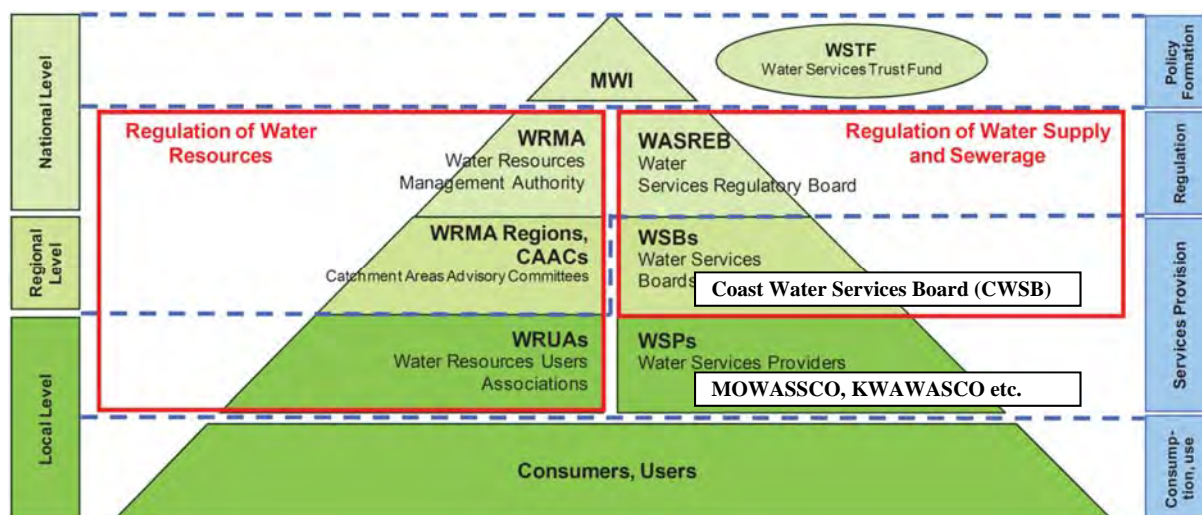 National Level
Regional
Level
Local Level
WSTF
Water Services Trust Fund
MWI
Policy
Formation
Regulation of Water
Resources
WRMA
Water Resources
Management Authority
WASREB
Water
Services Regulatory Board
Regulation of Water Supply
and Sewerage
Regulation
WRMA Regions,
CAACs
Catchment Areas Advisory Committees
WSBs
Water Services
Boards
Coast Water Services Board (CWSB)
Services Provision
WRUAs
Water Resources Users
Associations
WSPs
Water Services Providers
MOWASSCO, KWAWASCO etc.
Consumers, Users
Consump-
tion, use